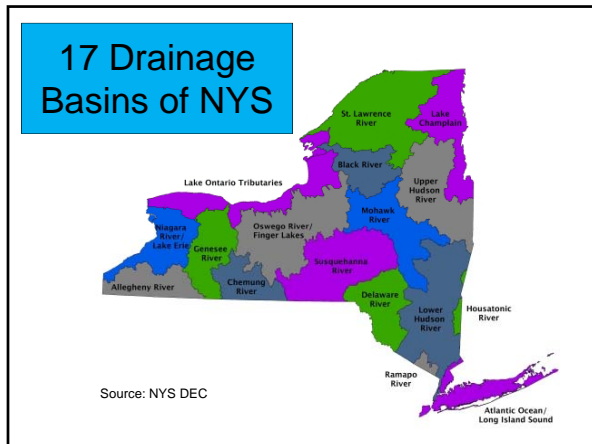 17 Drainage
Basins of NYS
St. Lawrence
River
Lake
Champlain
Black River
Lake Ontario Tributaries
Upper
Hudson
River
Mohawk
River
Niagara
River/
Lake Erie
Oswego River/
Finger Lakes
Genesee
River
Susquehanna
River
Chemung
River
Allegheny River
Delaware
River
Lower
Hudson
River
Housatonic
River
Ramapo
River
Source: NYS DEC
Atlantic Ocean/
Long Island Sound